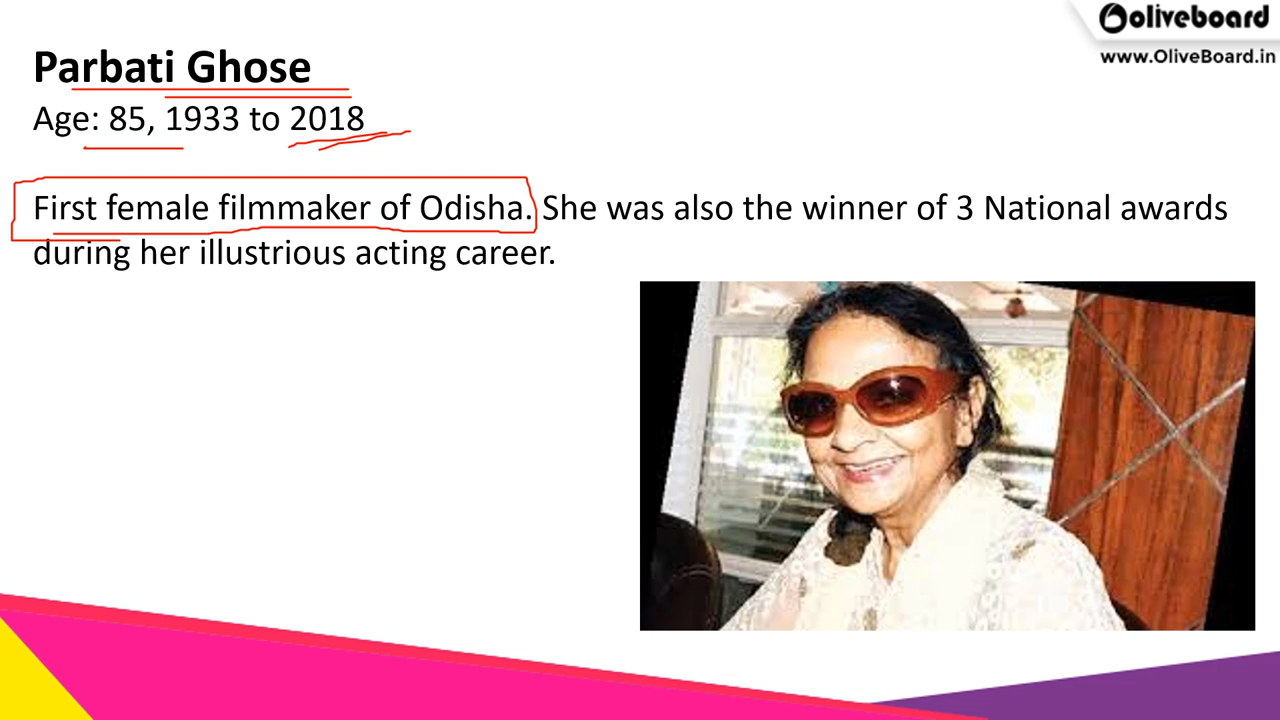 oliveboard
www.OliveBoard.in
Parbati Ghose
Age: 85, 1933 to 2018
First female filmmaker of Odisha. She was also the winner of 3 National awards
during her illustrious acting career.